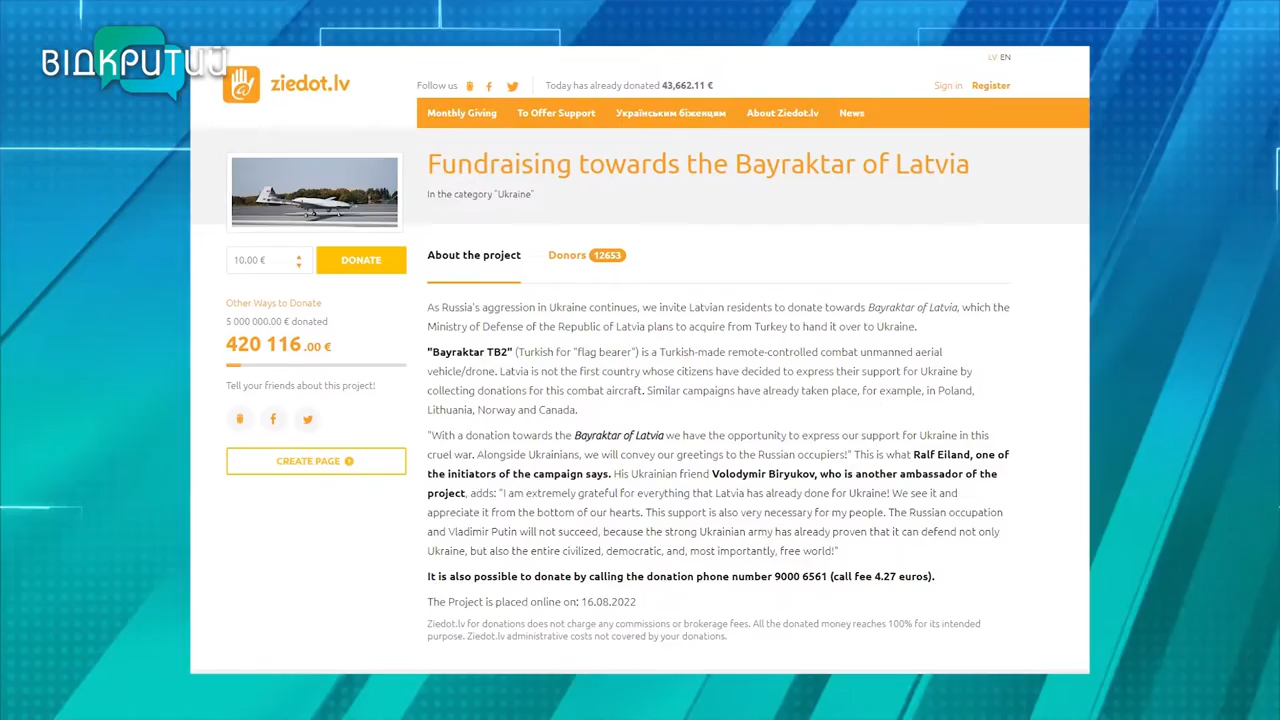 ВІДКРИТИЙ
ziedot.lv
LV EN
Follow us
Today has already donated 43,662.11 €
Sign in Register
Monthly Giving To Offer Support Українським біженцям About Ziedot.lv News
Fundraising towards the Bayraktar of Latvia
In the category "Ukraine"
10.00 €
DONATE
Other Ways to Donate
5 000 000.00 € donated
420 116 .00 €
Tell your friends about this project!
CREATE PAGE
About the project Donors 12653
As Russia's aggression in Ukraine continues, we invite Latvian residents to donate towards Bayraktar of Latvia, which the
Ministry of Defense of the Republic of Latvia plans to acquire from Turkey to hand it over to Ukraine.
"Bayraktar TB2" (Turkish for "flag bearer") is a Turkish-made remote-controlled combat unmanned aerial
vehicle/drone. Latvia is not the first country whose citizens have decided to express their support for Ukraine by
collecting donations for this combat aircraft. Similar campaigns have already taken place, for example, in Poland,
Lithuania, Norway and Canada.
"With a donation towards the Bayraktar of Latvia we have the opportunity to express our support for Ukraine in this
cruel war. Alongside Ukrainians, we will convey our greetings to the Russian occupiers!" This is what Ralf Eiland, one of
the initiators of the campaign says. His Ukrainian friend Volodymir Biryukov, who is another ambassador of the
project, adds: "I am extremely grateful for everything that Latvia has already done for Ukraine! We see it and
appreciate it from the bottom of our hearts. This support is also very necessary for my people. The Russian occupation
and Vladimir Putin will not succeed, because the strong Ukrainian army has already proven that it can defend not only
Ukraine, but also the entire civilized, democratic, and, most importantly, free world!"
It is also possible to donate by calling the donation phone number 9000 6561 (call fee 4.27 euros).
The Project is placed online on: 16.08.2022
Ziedot.lv for donations does not charge any commissions or brokerage fees. All the donated money reaches 100% for its intended
purpose. Ziedot.lv administrative costs not covered by your donations.